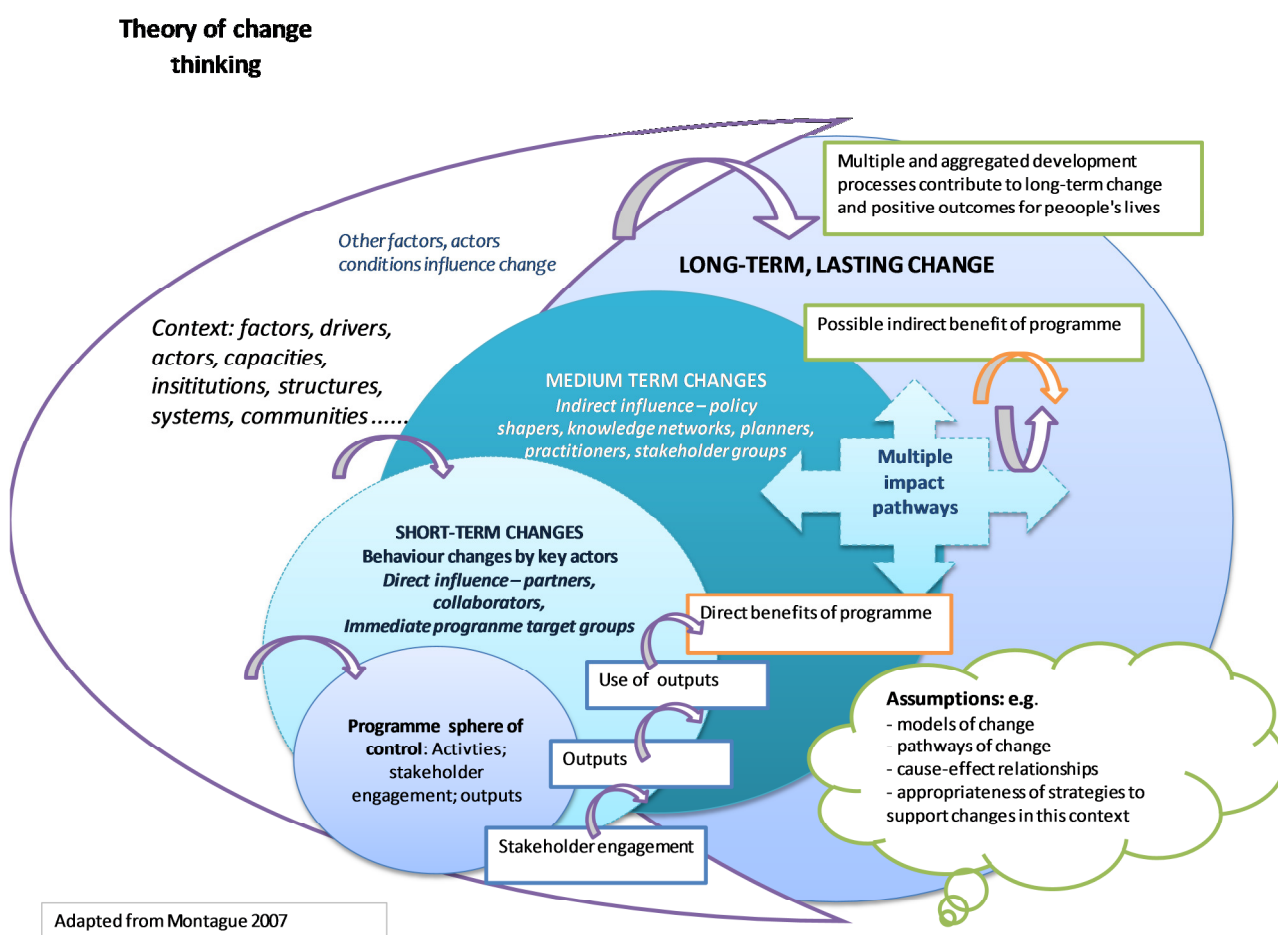 Theory of change
thinking
Multiple and aggregated development
processes contribute to long-term change
and positive outcomes for peoople's lives
Other factors, actors
conditions influence change
LONG-TERM, LASTING CHANGE
Context: factors, drivers,
actors, capacities,
insititutions, structures,
systems, communities ......
Possible indirect benefit of programme
MEDIUM TERM CHANGES
Indirect influence – policy
shapers, knowledge networks, planners,
practitioners, stakeholder groups
Multiple
impact
pathways
SHORT-TERM CHANGES
Behaviour changes by key actors
Direct influence – partners,
collaborators,
Immediate programme target groups
Direct benefits of programme
Use of outputs
Programme sphere of
control: Activties;
stakeholder
engagement; outputs
Outputs
Stakeholder engagement
Assumptions: e.g.
- models of change
- pathways of change
- cause-effect relationships
- appropriateness of strategies to
support changes in this context
Adapted from Montague 2007